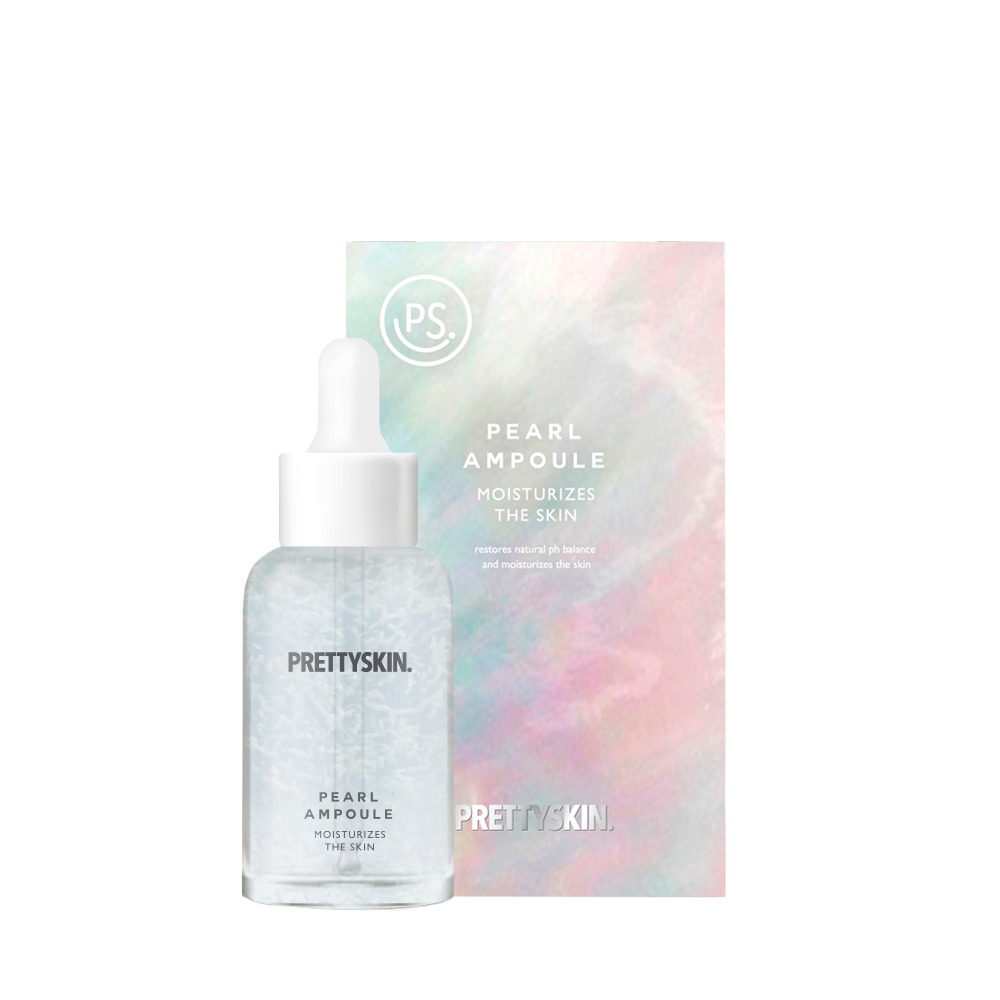 PS.
PEARL
AMPOULE
MOISTURIZES
THE SKIN
restores natural ph balance
and moisturizes the skin
PRETTYSKIN.
PRETTYSKIN.
PEARL
AMPOULE
MOISTURIZES
THE SKIN